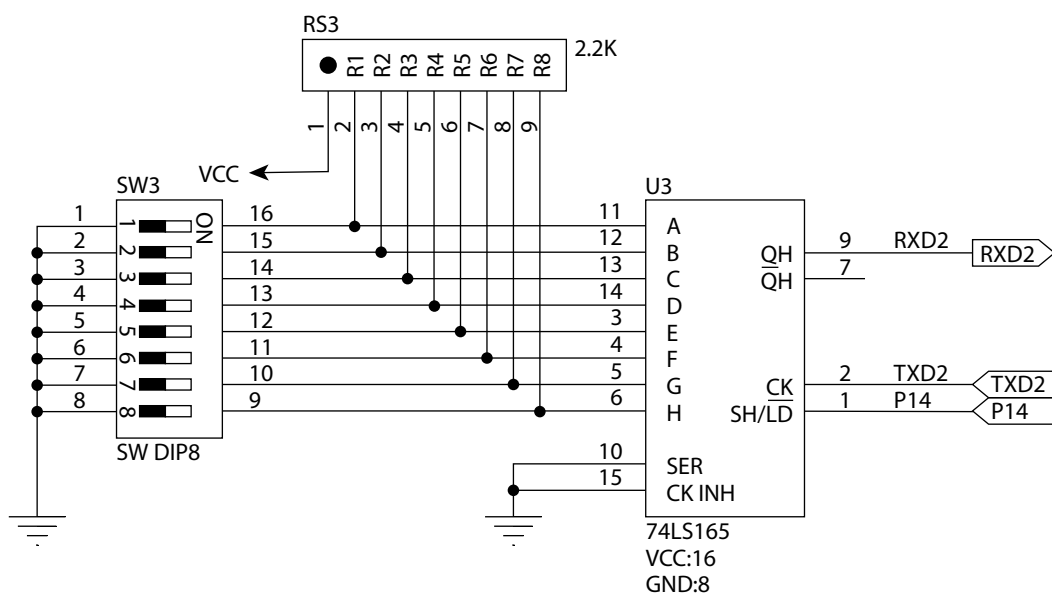 RS3
2.2K
R1 R2 R3 R4 R5 R6 R7 R8
1 2 3 4 5 6 7 8 9
VCC
SW3
U3
ON
1 1 16 11 A
2 2 15 12 B
3 3 14 13 C
4 4 13 14 D
5 5 12 3 E
6 6 11 4 F
7 7 10 5 G
8 8 9 6 H
QH 9 RXD2 RXD2
Q̅H 7
CK 2 TXD2 TXD2
SH/L̅D̅ 1 P14 P14
SW DIP8
10 SER
15 CK INH
74LS165
VCC:16
GND:8